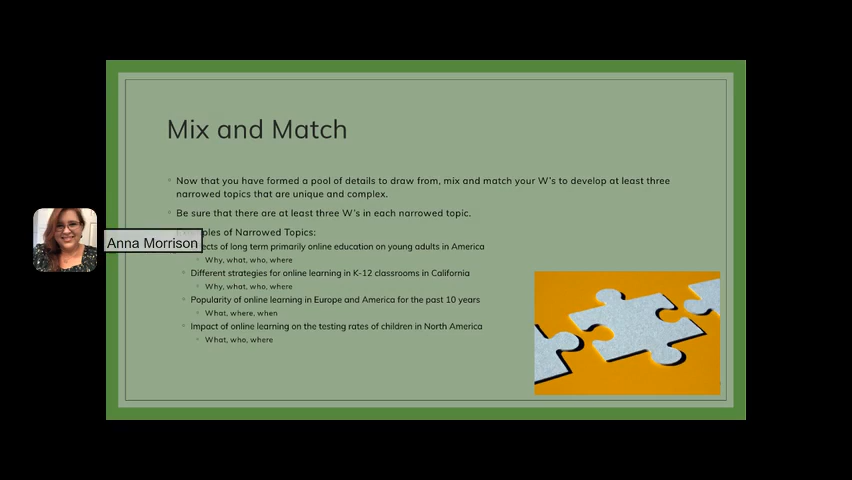 Mix and Match
Now that you have formed a pool of details to draw from, mix and match your W's to develop at least three
narrowed topics that are unique and complex.
Be sure that there are at least three W's in each narrowed topic.
of Narrowed Topics:
of long term primarily online education on young adults in America
Why, what, who, where
Different strategies for online learning in K-12 classrooms in California
Why, what, who, where
Popularity of online learning in Europe and America for the past 10 years
What, where, when
Impact of online learning on the testing rates of children in North America
What, who, where
Anna Morrison